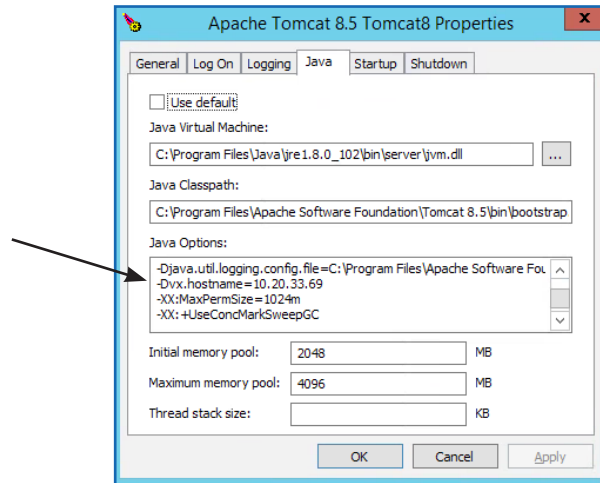 Apache Tomcat 8.5 Tomcat8 Properties
x
General Log On Logging Java Startup Shutdown
Use default
Java Virtual Machine:
C:\Program Files\Java\jre1.8.0_102\bin\server\jvm.dll
...
Java Classpath:
C:\Program Files\Apache Software Foundation\Tomcat 8.5\bin\bootstrap
Java Options:
-Djava.util.logging.config.file=C:\Program Files\Apache Software Fou
-Dvx.hostname=10.20.33.69
-XX:MaxPermSize=1024m
-XX:+UseConcMarkSweepGC
Initial memory pool: 2048 MB
Maximum memory pool: 4096 MB
Thread stack size: KB
OK Cancel Apply